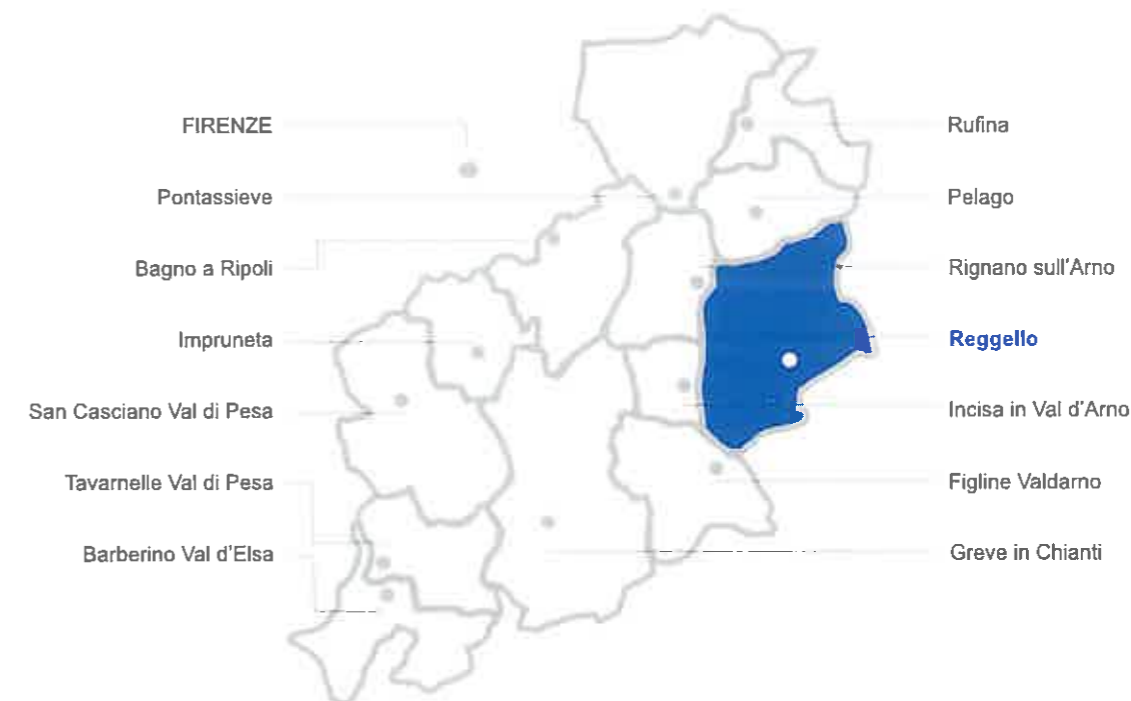 FIRENZE
Pontassieve
Bagno a Ripoli
Impruneta
San Casciano Val di Pesa
Tavarnelle Val di Pesa
Barberino Val d'Elsa
Rufina
Pelago
Rignano sull'Arno
Reggello
Incisa in Val d'Arno
Figline Valdarno
Greve in Chianti